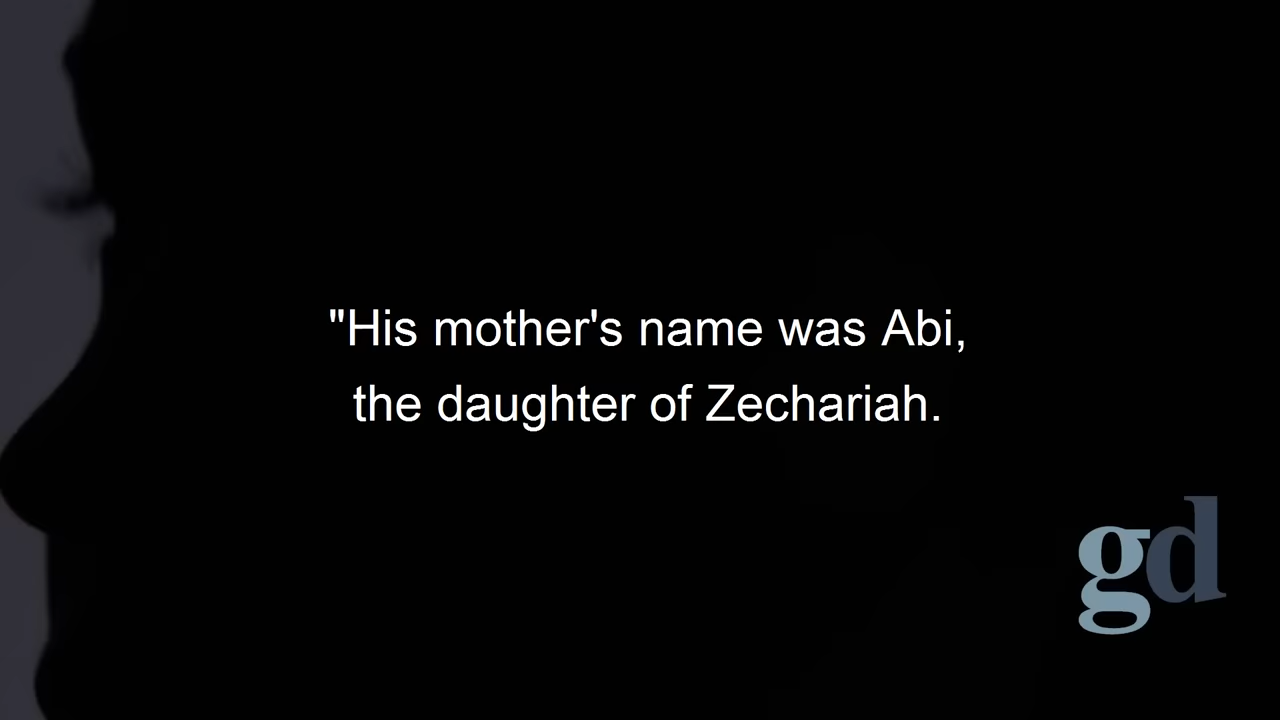 "His mother's name was Abi,
the daughter of Zechariah.
gd